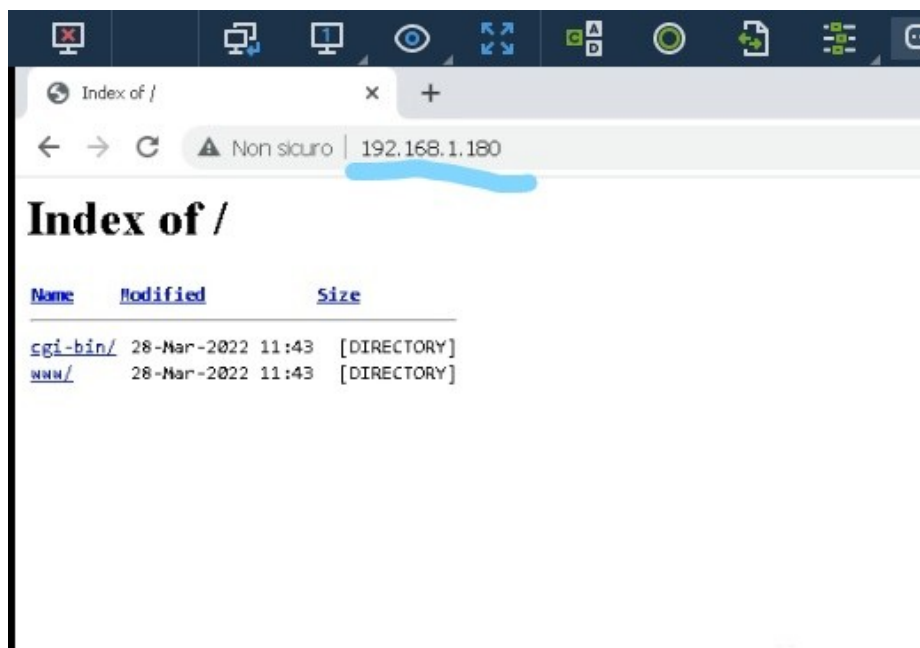 Index of /
Non sicuro | 192.168.1.180
Index of /
Name Modified Size
cgi-bin/ 28-Mar-2022 11:43 [DIRECTORY]
www/ 28-Mar-2022 11:43 [DIRECTORY]